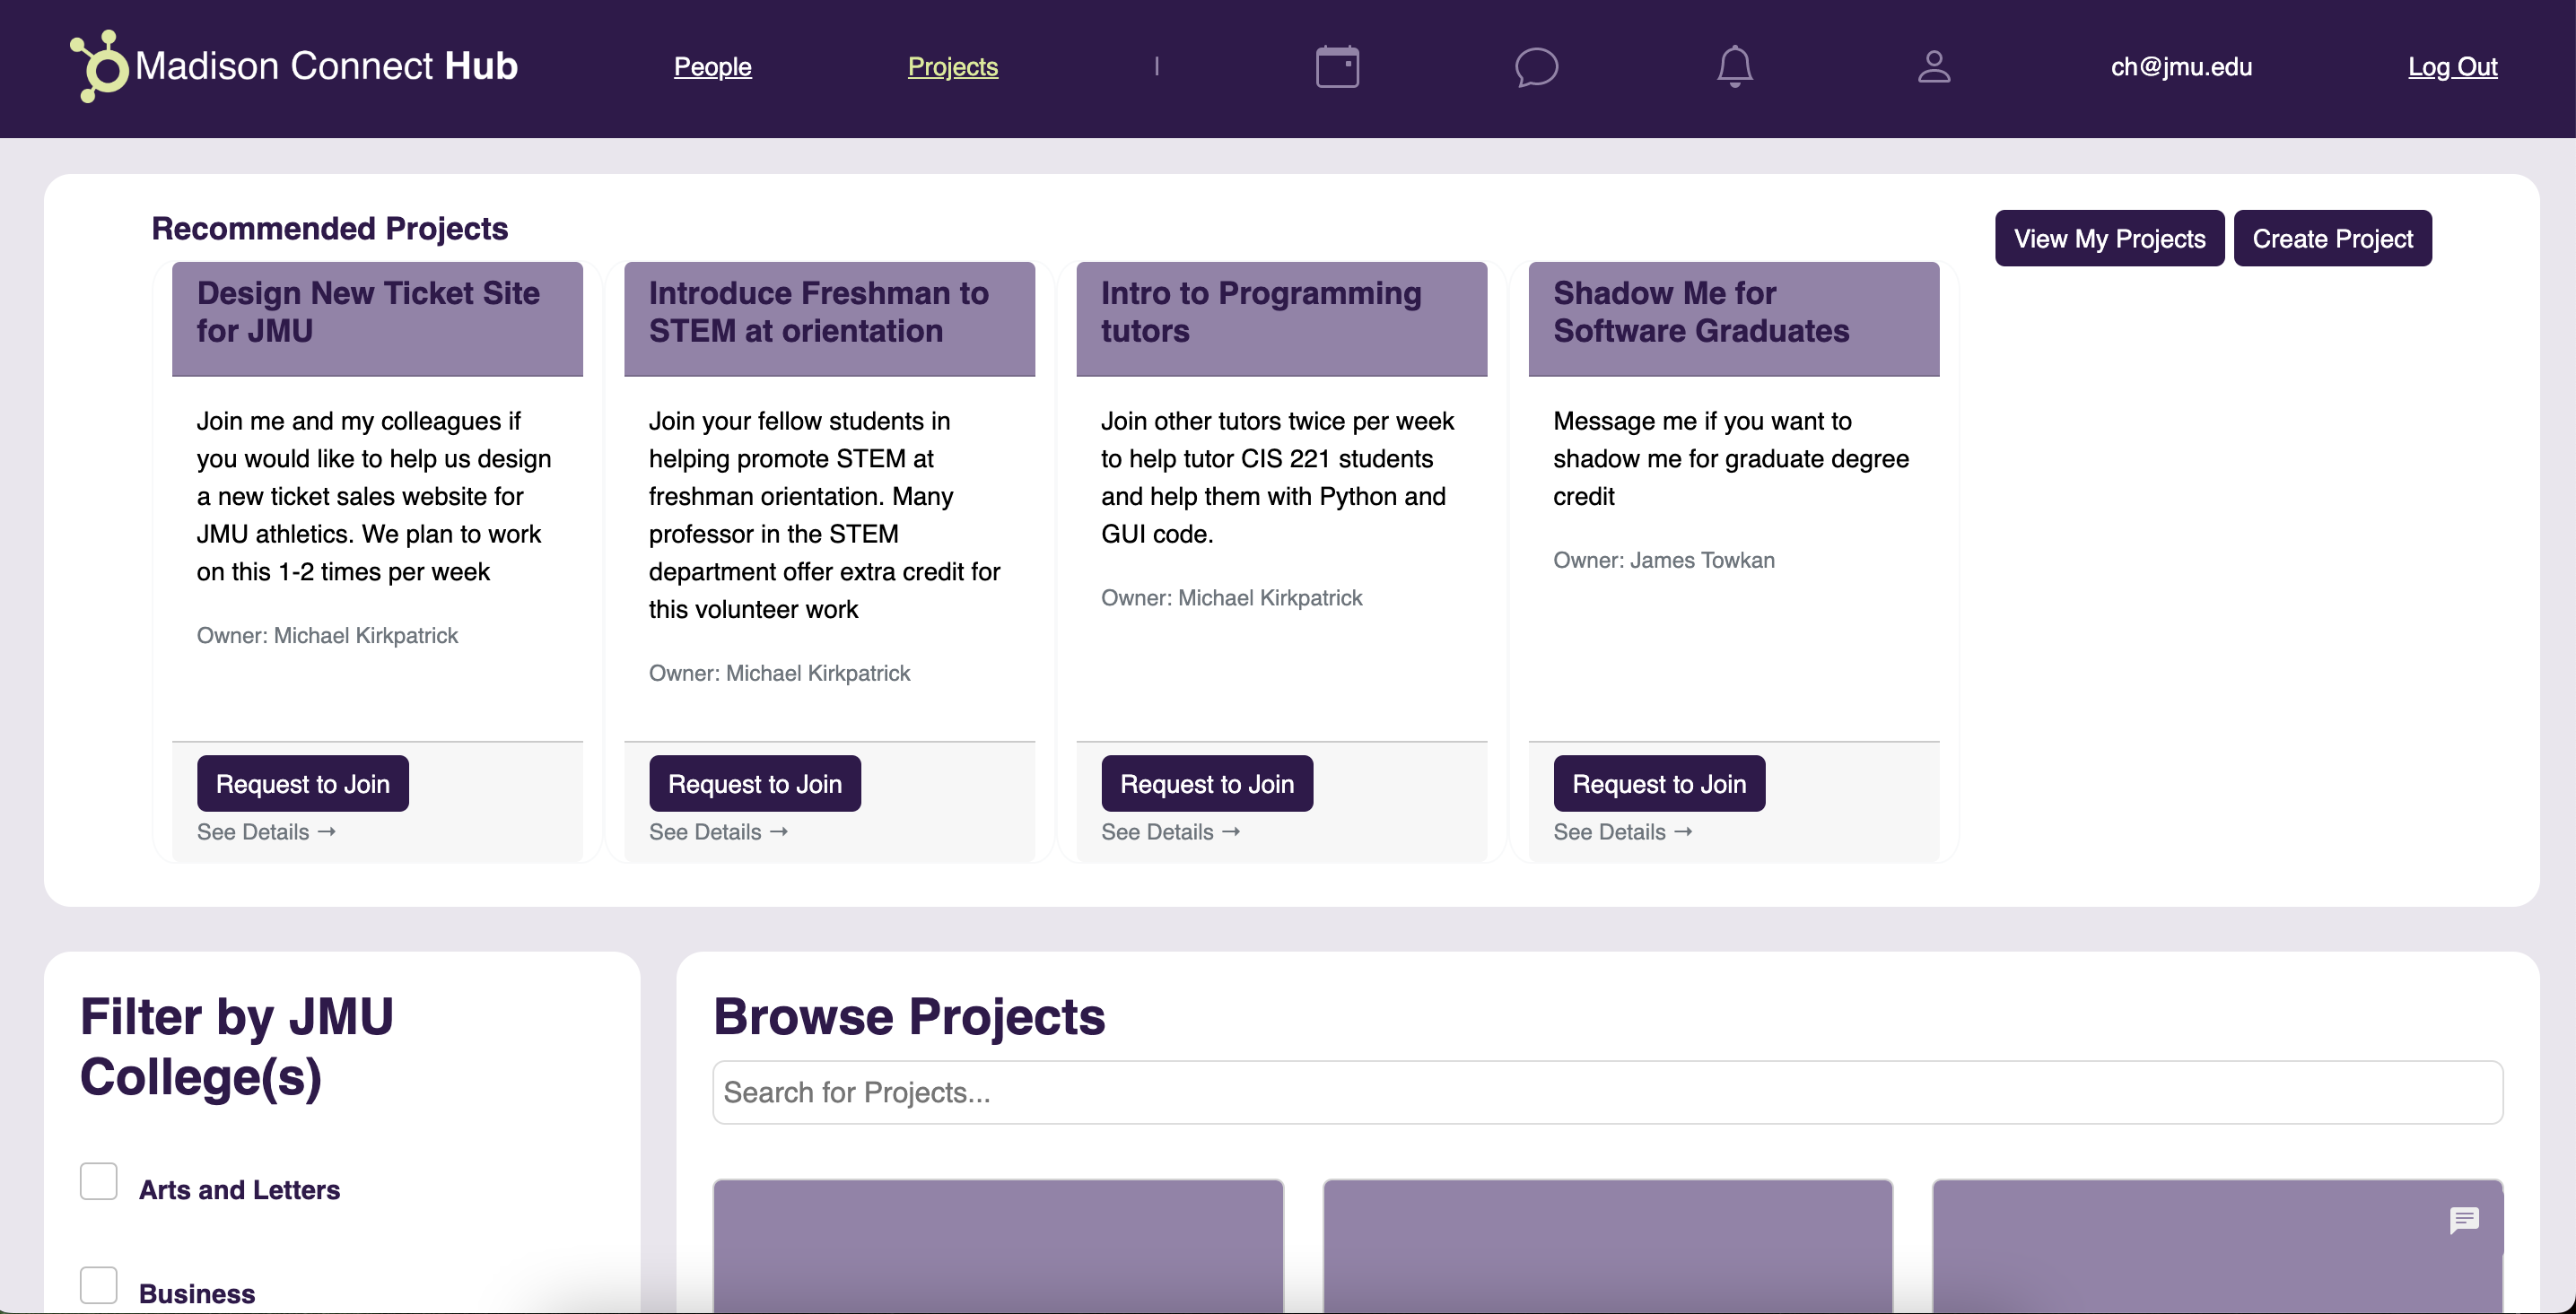 Madison Connect Hub
People
Projects
|
ch@jmu.edu
Log Out
Recommended Projects
View My Projects
Create Project
Design New Ticket Site
for JMU
Join me and my colleagues if
you would like to help us design
a new ticket sales website for
JMU athletics. We plan to work
on this 1-2 times per week
Owner: Michael Kirkpatrick
Request to Join
See Details →
Introduce Freshman to
STEM at orientation
Join your fellow students in
helping promote STEM at
freshman orientation. Many
professor in the STEM
department offer extra credit for
this volunteer work
Owner: Michael Kirkpatrick
Request to Join
See Details →
Intro to Programming
tutors
Join other tutors twice per week
to help tutor CIS 221 students
and help them with Python and
GUI code.
Owner: Michael Kirkpatrick
Request to Join
See Details →
Shadow Me for
Software Graduates
Message me if you want to
shadow me for graduate degree
credit
Owner: James Towkan
Request to Join
See Details →
Filter by JMU
College(s)
Arts and Letters
Business
Browse Projects
Search for Projects...